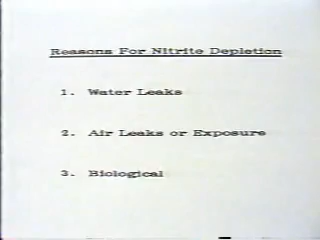 Reasons For Nitrite Depletion
1. Water Leaks
2. Air Leaks or Exposure
3. Biological